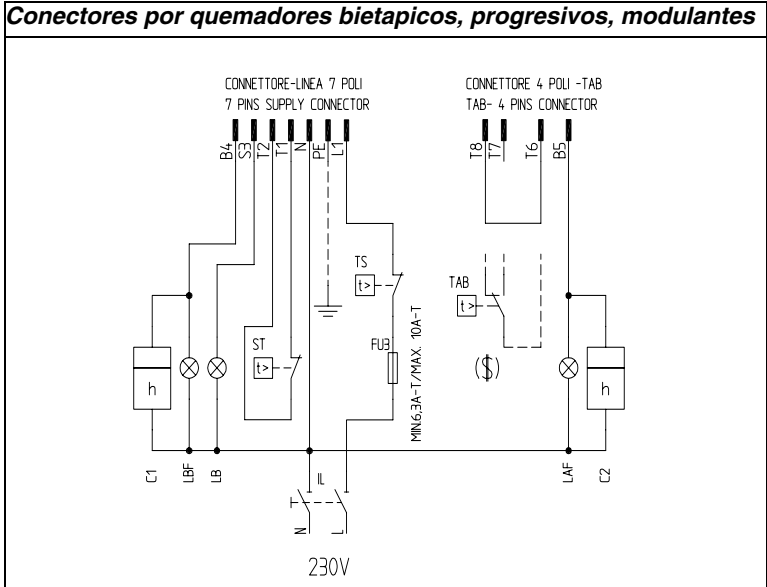 Conectores por quemadores bietapicos, progresivos, modulantes
CONNETTORE-LINEA 7 POLI
7 PINS SUPPLY CONNECTOR
CONNETTORE 4 POLI -TAB
TAB- 4 PINS CONNECTOR
B4
S3
T2
T1
N
PE
L1
T8
T7
T6
B5
TS
t>
TAB
t>
ST
t>
FU3
MIN.6,3A-T/MAX. 10A-T
($)
h
h
C1
LBF
LB
IL
LAF
C2
N
L
230V